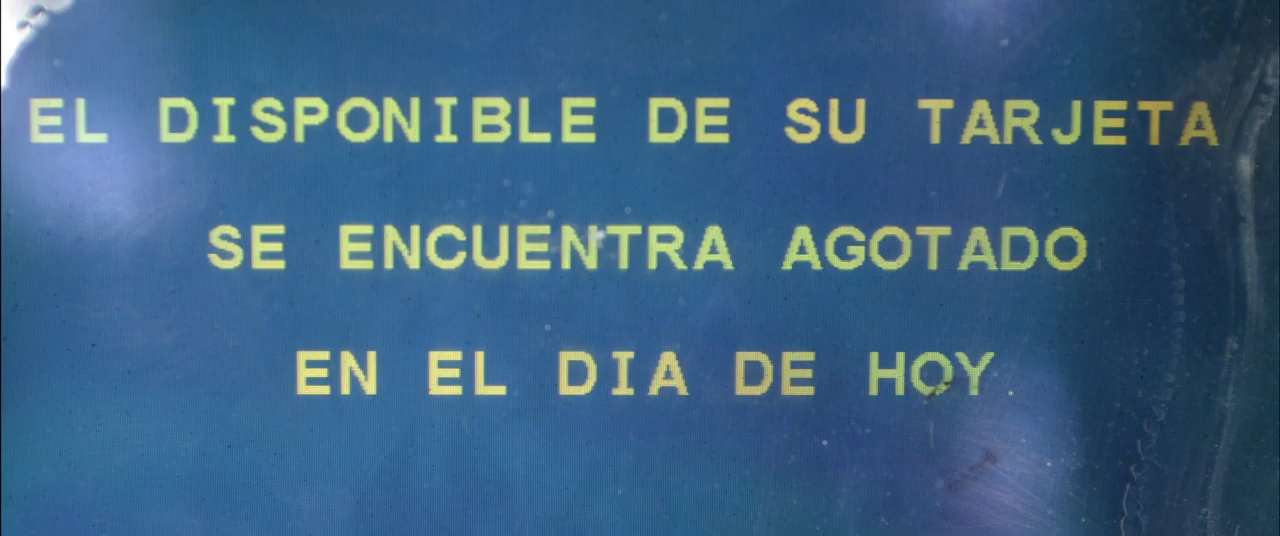 EL DISPONIBLE DE SU TARJETA
SE ENCUENTRA AGOTADO
EN EL DIA DE HOY.